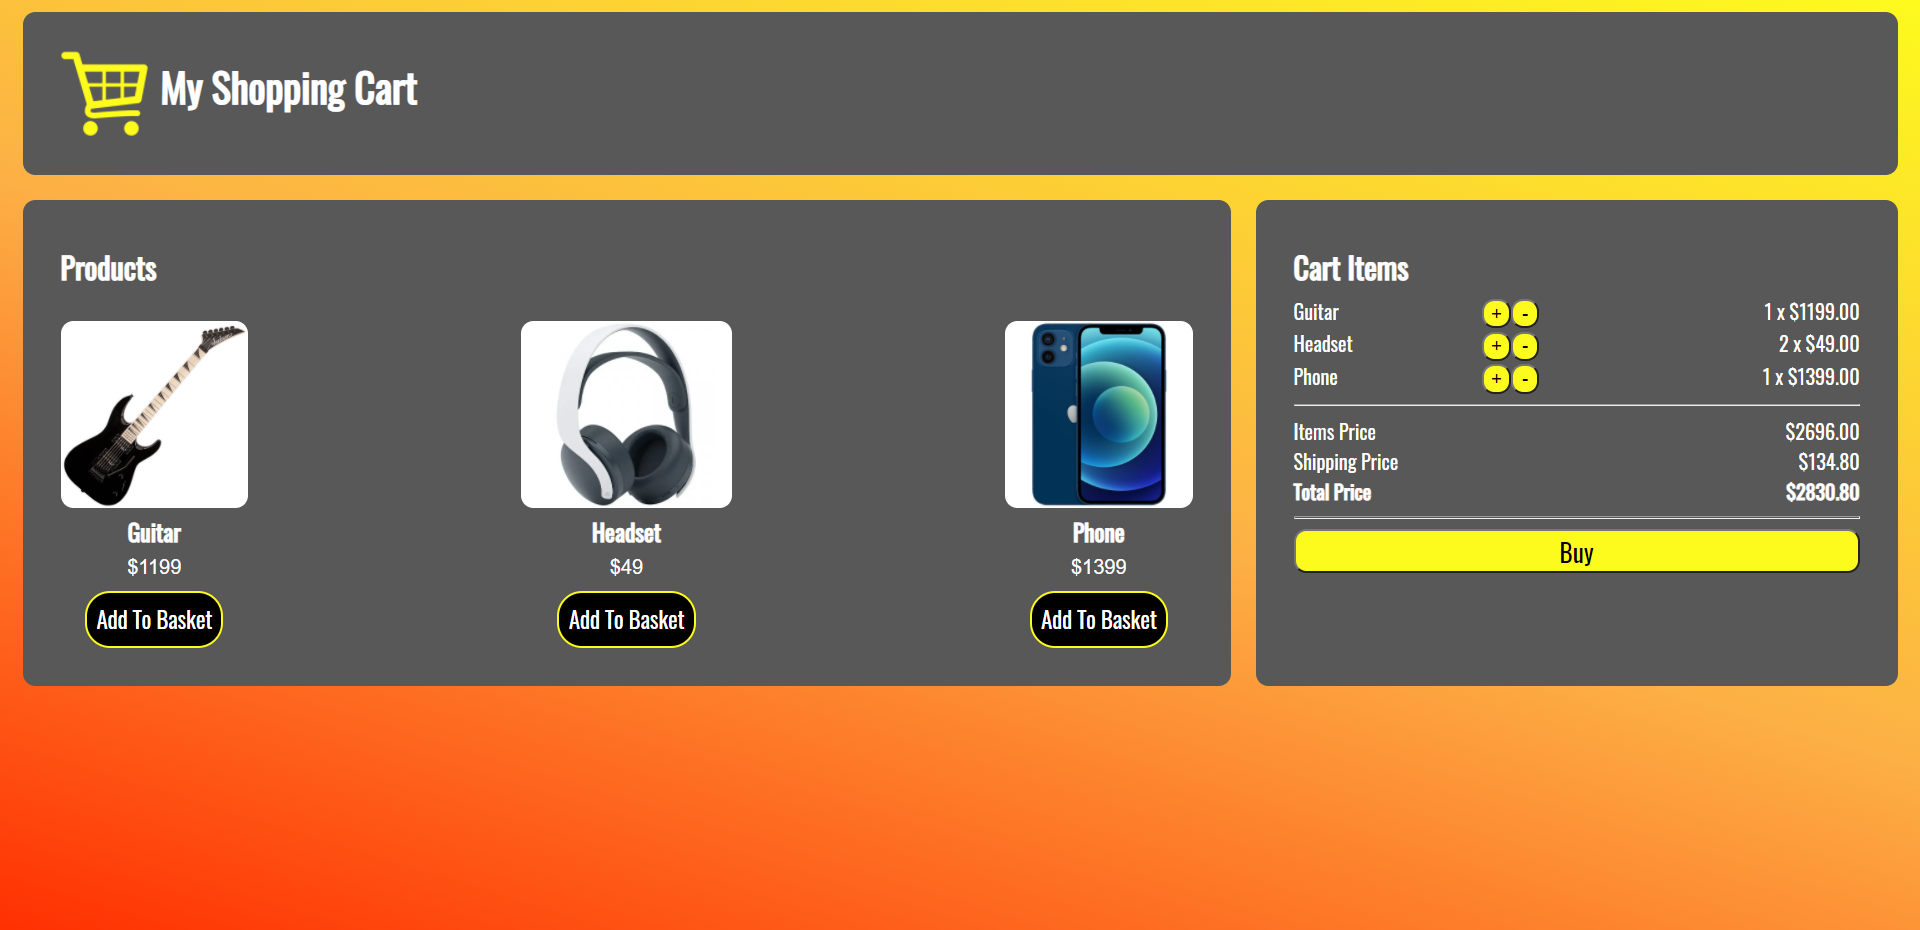 My Shopping Cart
Products
Guitar
$1199
Add To Basket
Headset
$49
Add To Basket
Phone
$1399
Add To Basket
Cart Items
Guitar + - 1 x $1199.00
Headset + - 2 x $49.00
Phone + - 1 x $1399.00
Items Price $2696.00
Shipping Price $134.80
Total Price $2830.80
Buy